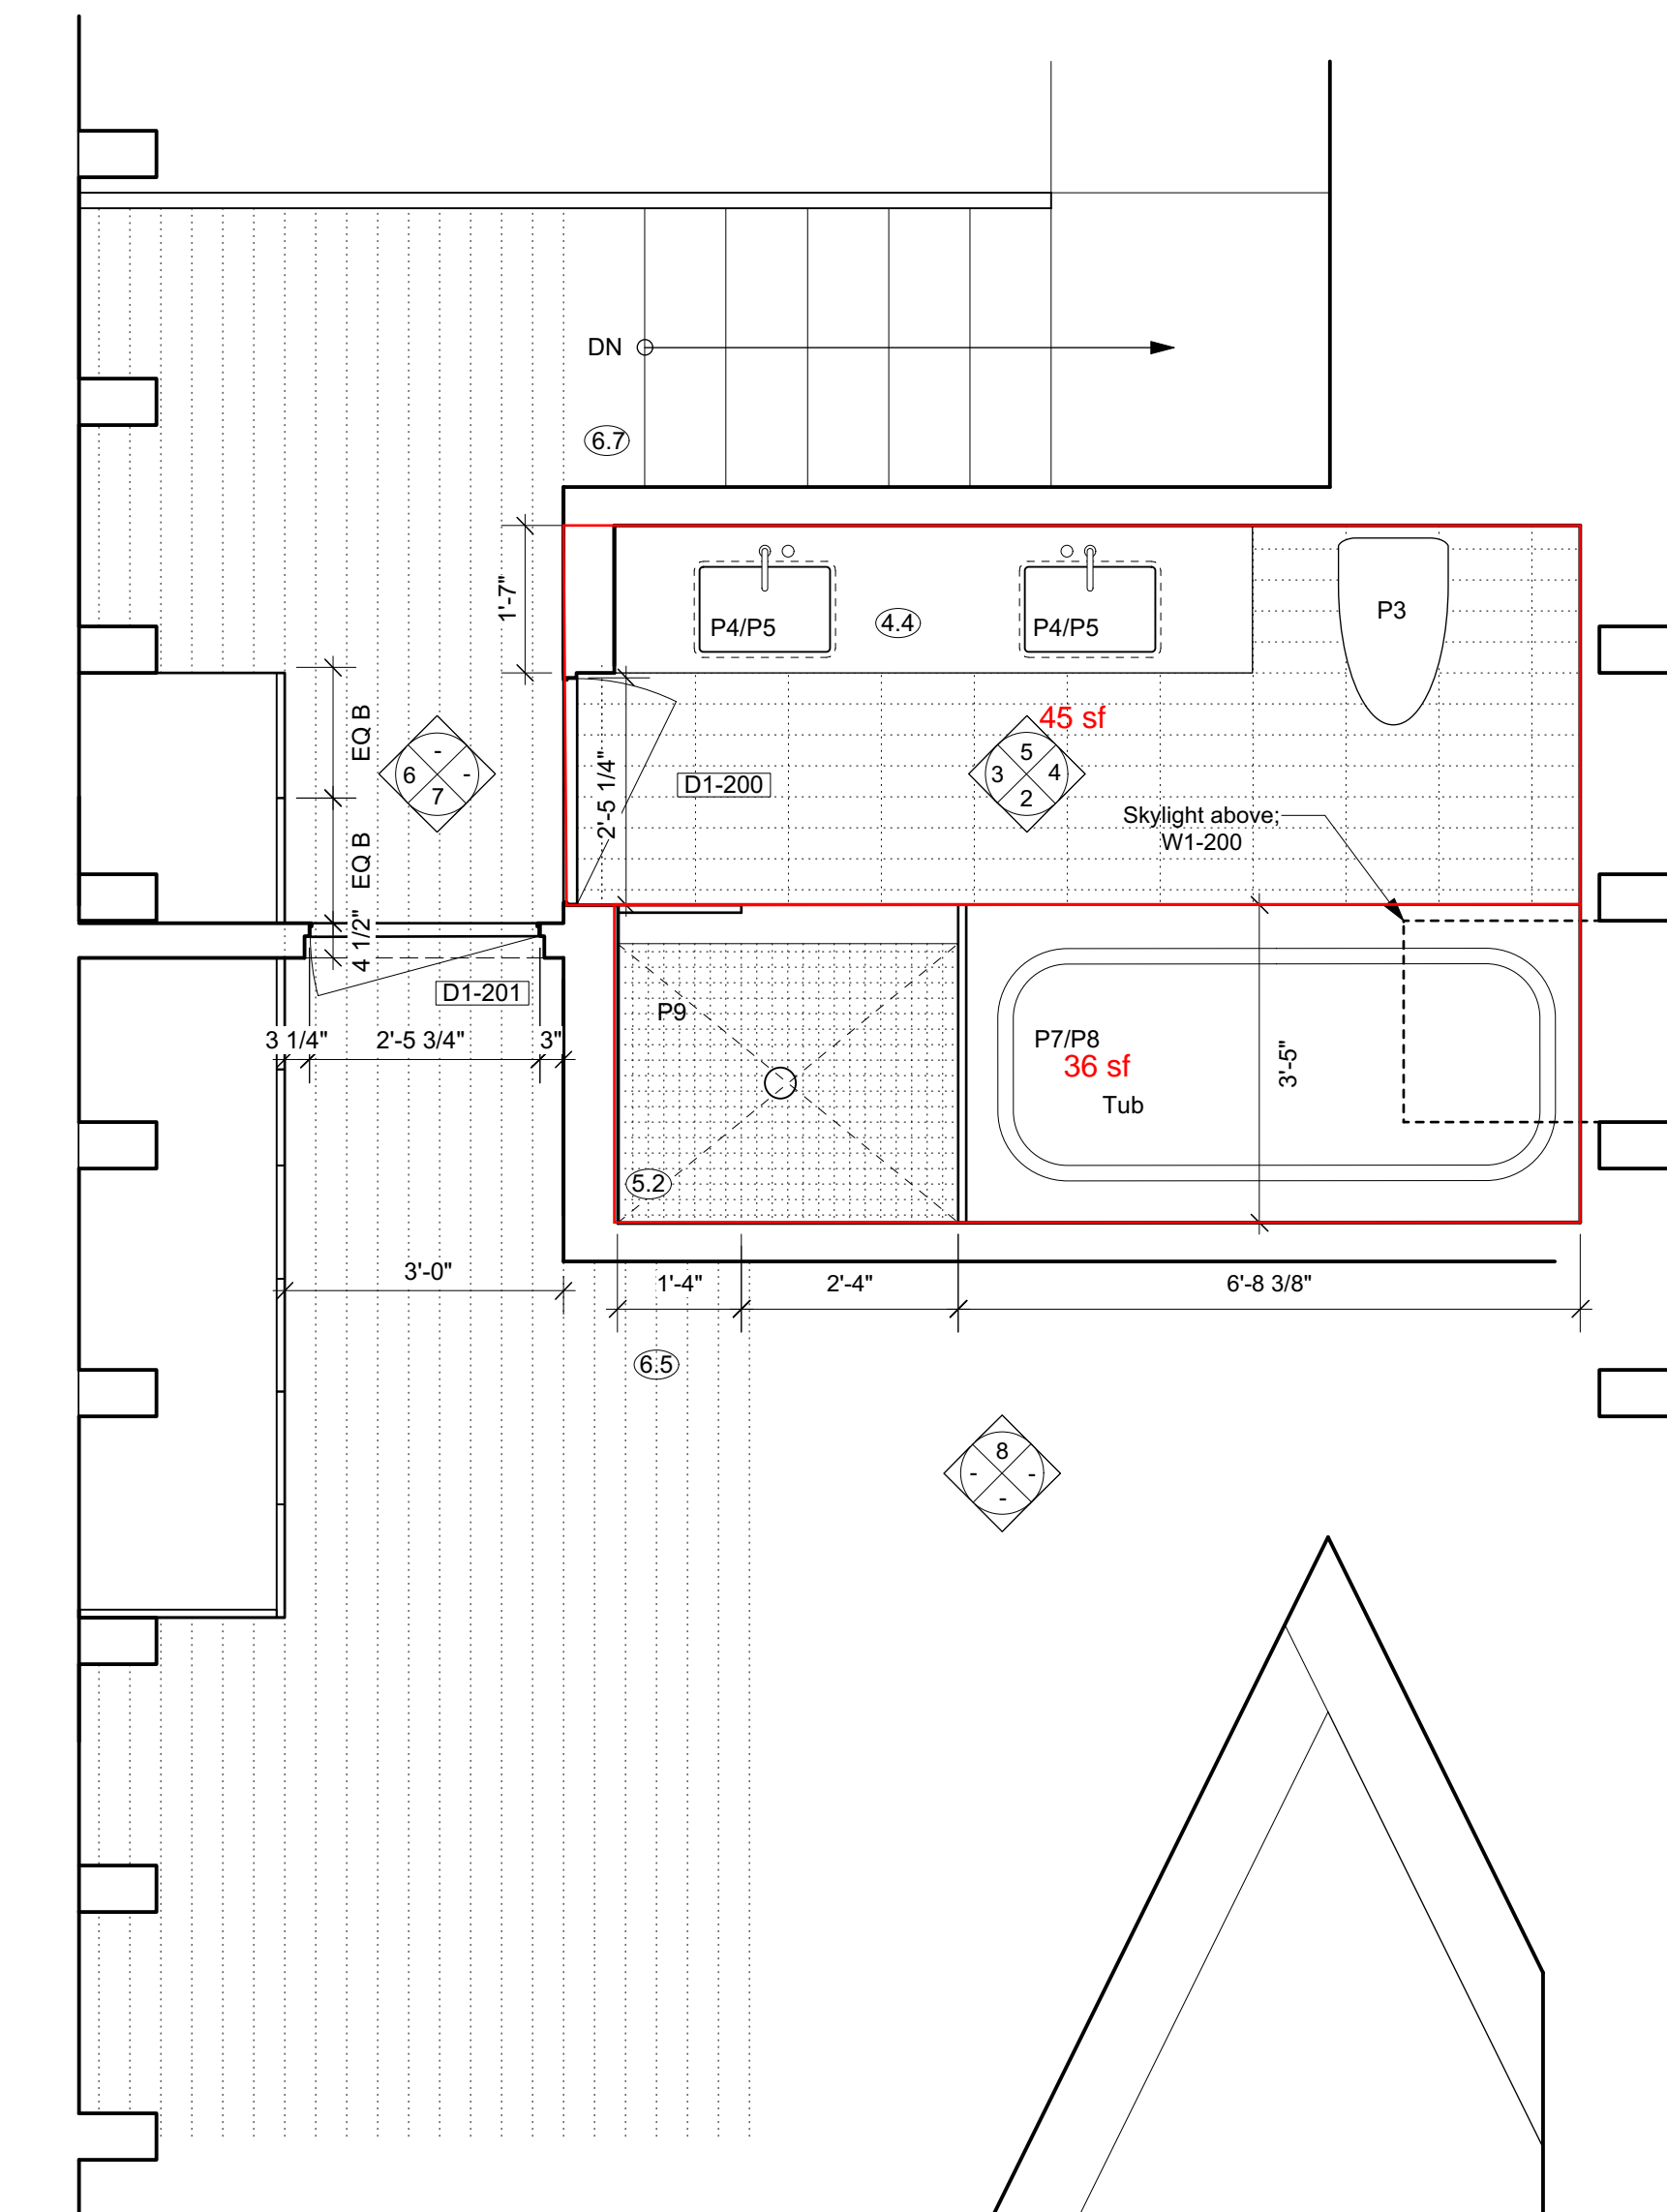 DN
6.7
1'-7"
P4/P5
4.4
P4/P5
P3
EQ B
45 sf
-
6
-
7
2'-5 1/4"
D1-200
5
3
4
2
Skylight above;
W1-200
EQ B
4 1/2"
D1-201
P9
3 1/4"
2'-5 3/4"
3"
P7/P8
36 sf
3'-5"
Tub
5.2
3'-0"
1'-4"
2'-4"
6'-8 3/8"
6.5
8
-
-
-